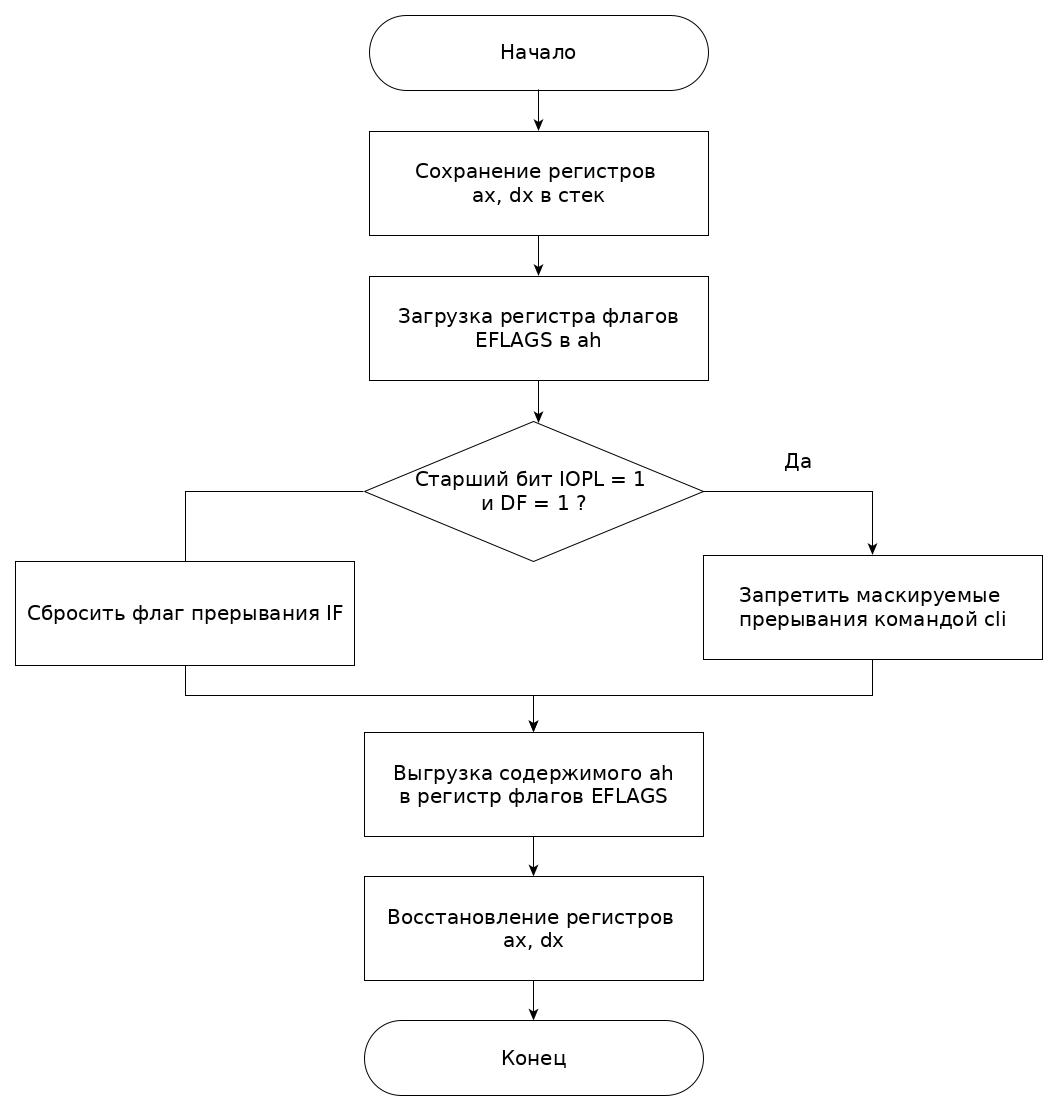 Начало
Сохранение регистров
ax, dx в стек
Загрузка регистра флагов
EFLAGS в ah
Да
Старший бит IOPL = 1
и DF = 1 ?
Сбросить флаг прерывания IF
Запретить маскируемые
прерывания командой cli
Выгрузка содержимого ah
в регистр флагов EFLAGS
Восстановление регистров
ax, dx
Конец